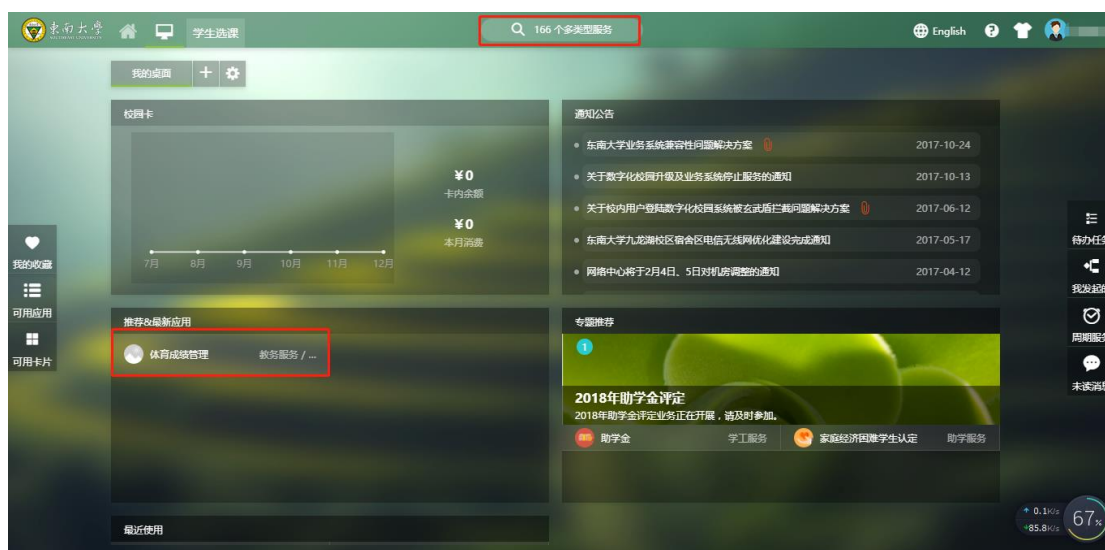 東南大學 学生选课 166 个多类型服务 English
我的桌面
校园卡
¥0
卡内余额
¥0
本月消费
7月 8月 9月 10月 11月 12月
通知公告
东南大学业务系统兼容性问题解决方案 2017-10-24
关于数字化校园升级及业务系统停止服务的通知 2017-10-13
关于校内用户登陆数字化校园系统被玄武盾拦截问题解决方案 2017-06-12
东南大学九龙湖校区宿舍区电信无线网优化建设完成通知 2017-05-17
网络中心将于2月4日、5日对机房调整的通知 2017-04-12
我的收藏
可用应用
可用卡片
推荐&最新应用
体育成绩管理 教务服务 / ...
专题推荐
1
2018年助学金评定
2018年助学金评定业务正在开展，请及时参加。
助学金 学工服务 家庭经济困难学生认定 助学服务
待办任务
我发起的
周期服务
未读消息
最近使用
0.1K/s
85.8K/s
67%